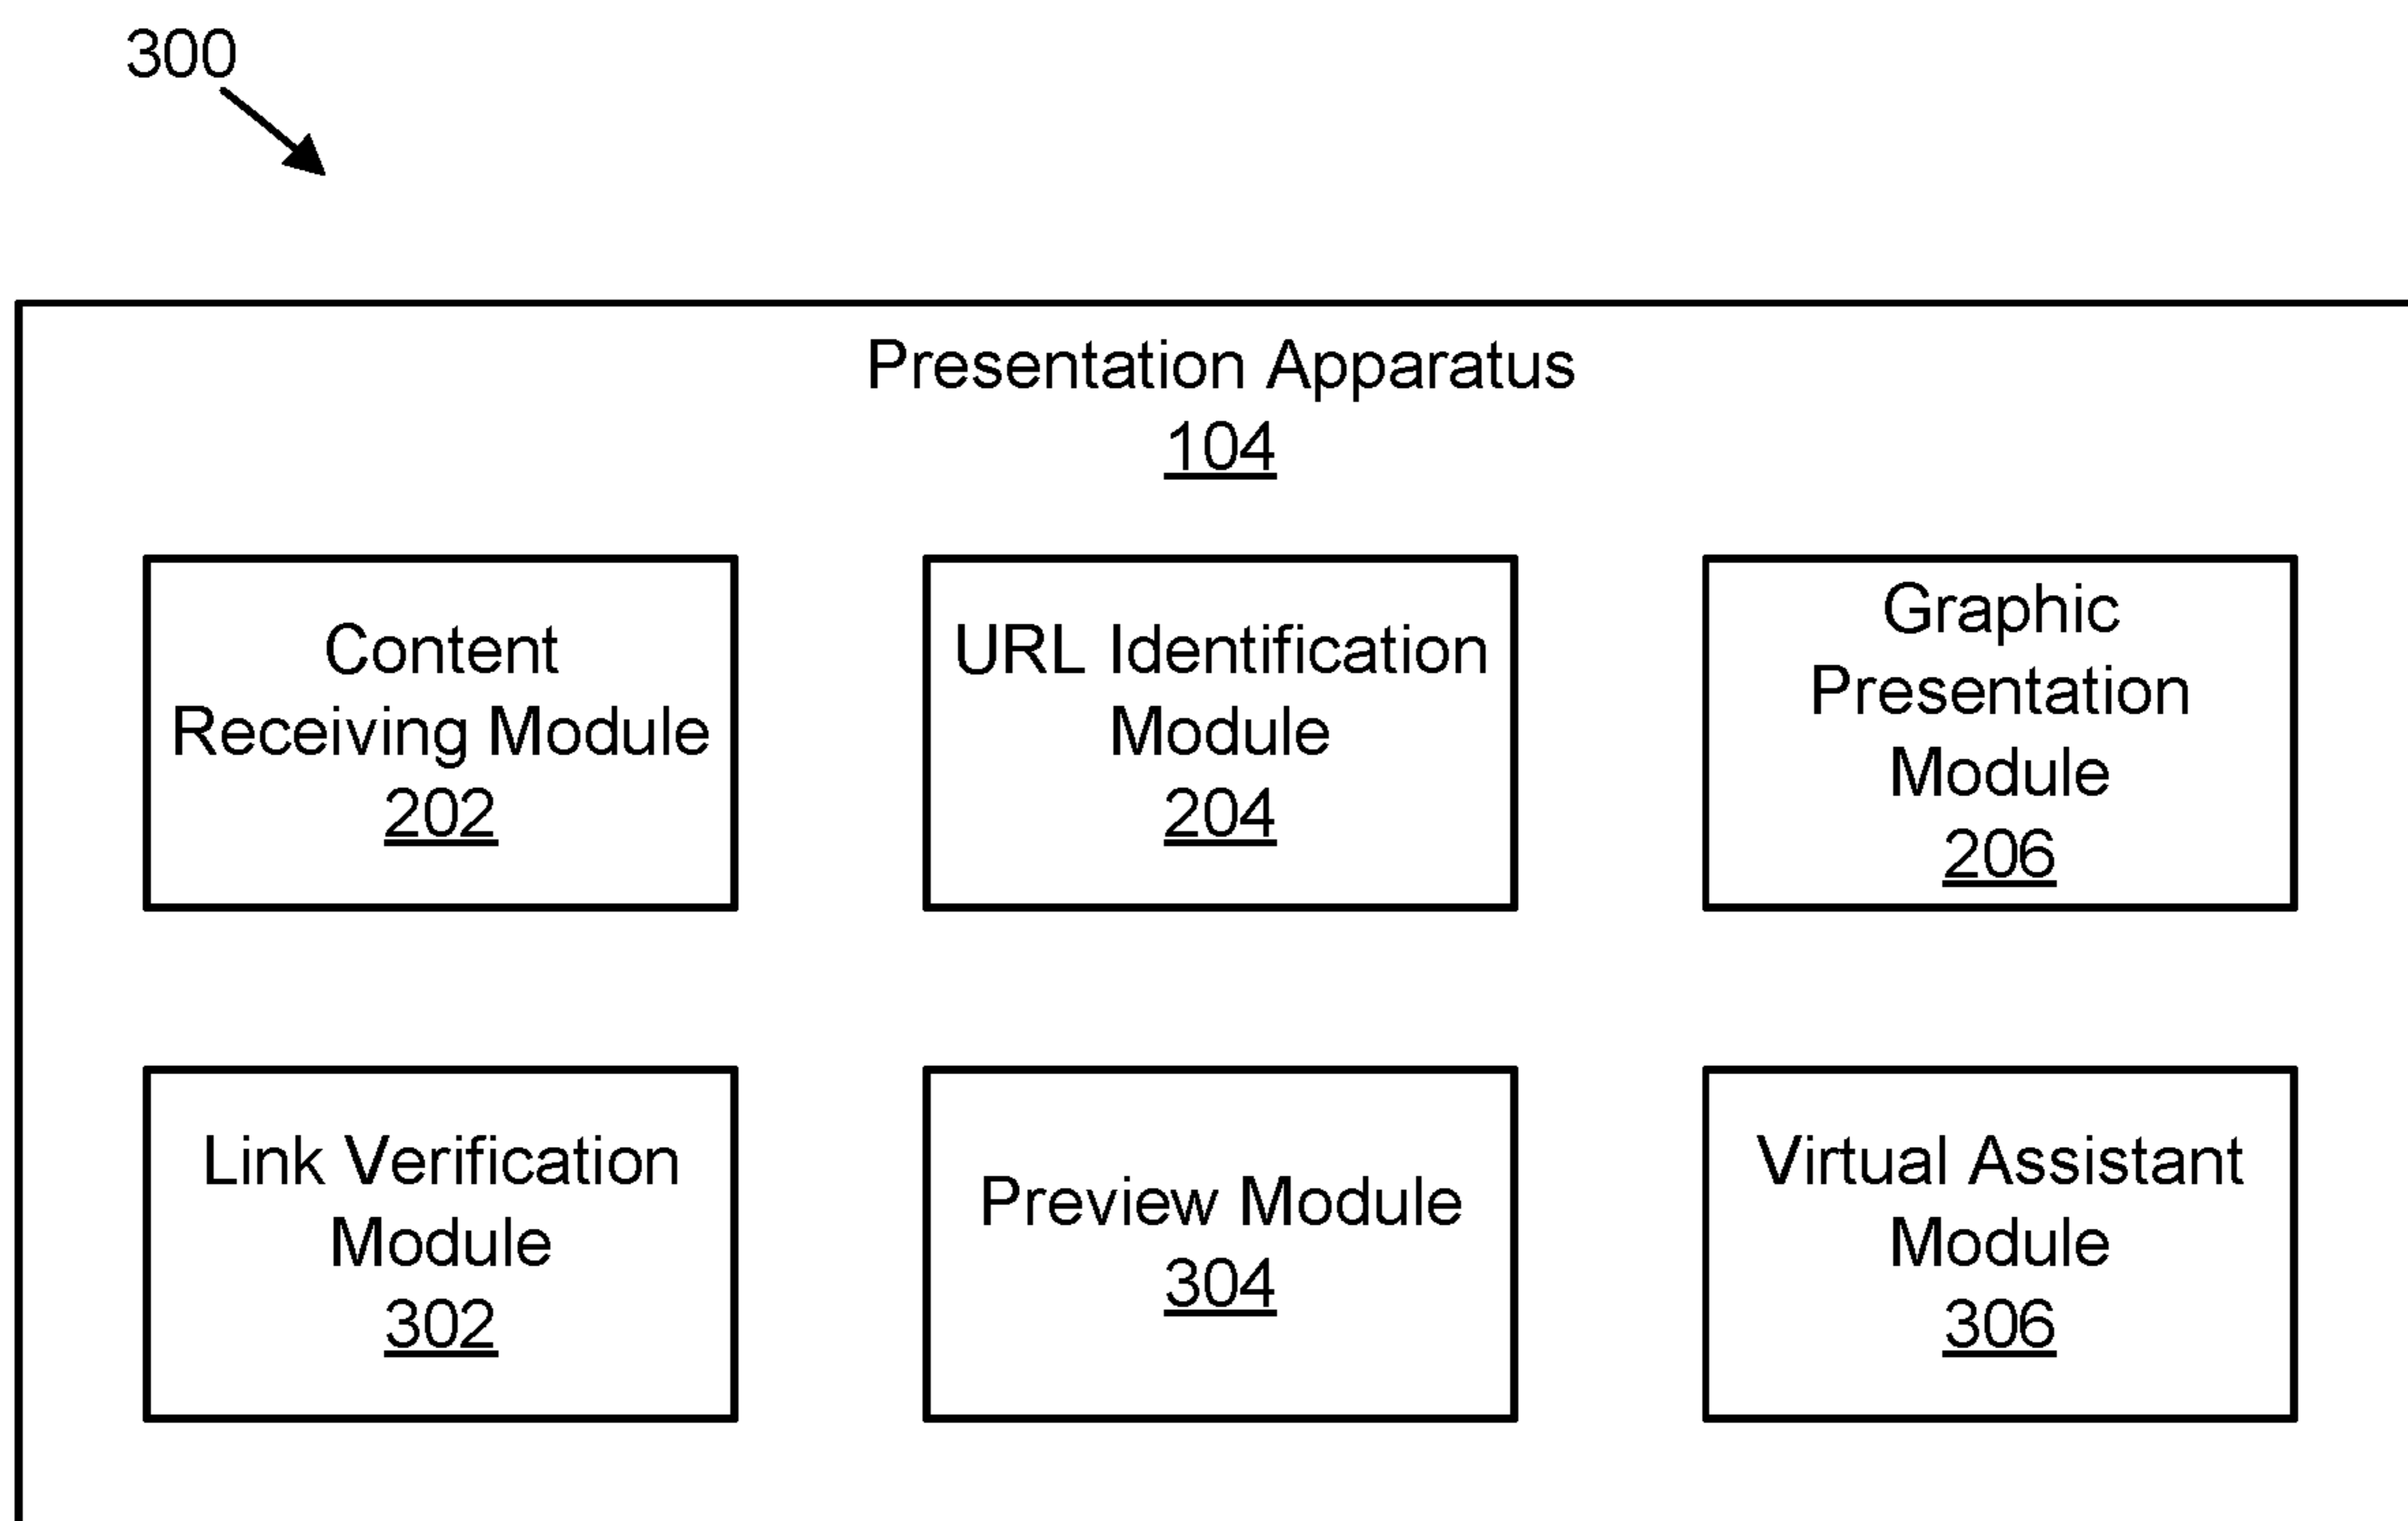 300
Presentation Apparatus
104
Content
Receiving Module
202
URL Identification
Module
204
Graphic
Presentation
Module
206
Link Verification
Module
302
Preview Module
304
Virtual Assistant
Module
306